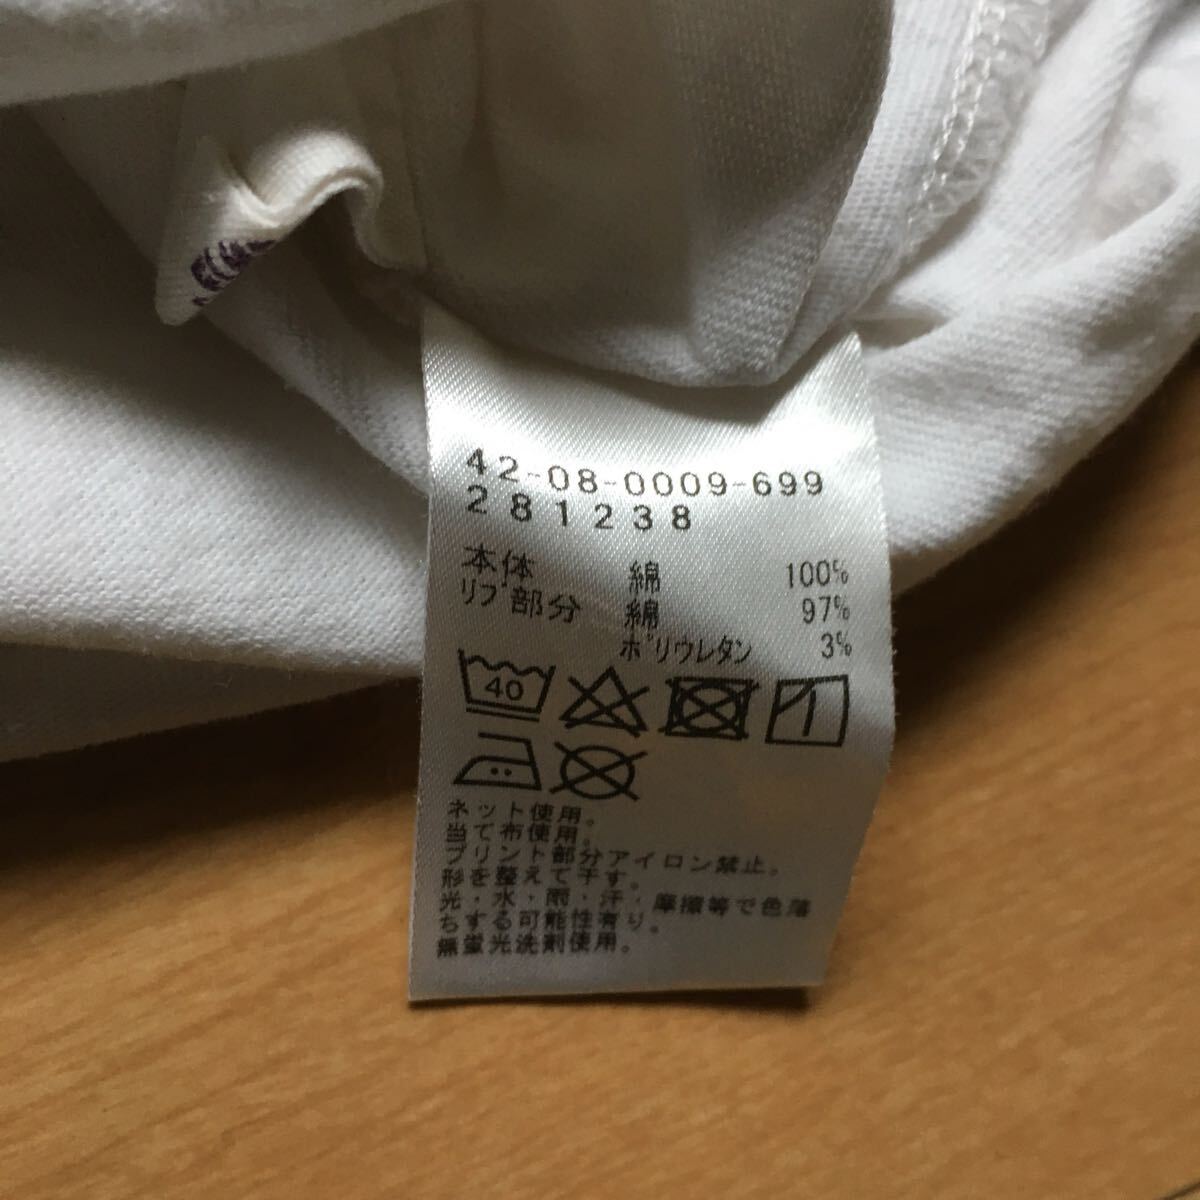 42-08-0009-699
281238
本体 綿 100%
リブ部分 綿 97%
ポリウレタン 3%
40
ネット使用。
当て布使用。
プリント部分アイロン禁止。
形を整えて干す。
光・水・雨・汗・摩擦等で色落
ちする可能性有り。
無蛍光洗剤使用。